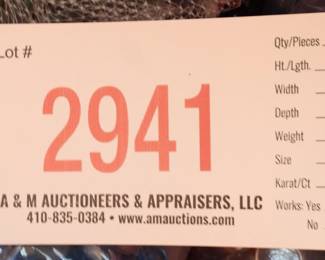 Lot #
2941
A & M AUCTIONEERS & APPRAISERS, LLC
410-835-0384 • www.amauctions.com
Qty/Pieces
Ht./Lgth.
Width
Depth
Weight
Size
Karat/Ct
Works: Yes
No